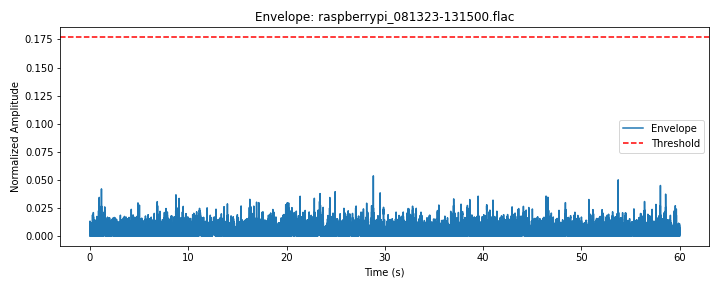 Envelope: raspberrypi_081323-131500.flac
Normalized Amplitude
0.175
0.150
0.125
0.100
0.075
0.050
0.025
0.000
Envelope
Threshold
0 10 20 30 40 50 60
Time (s)